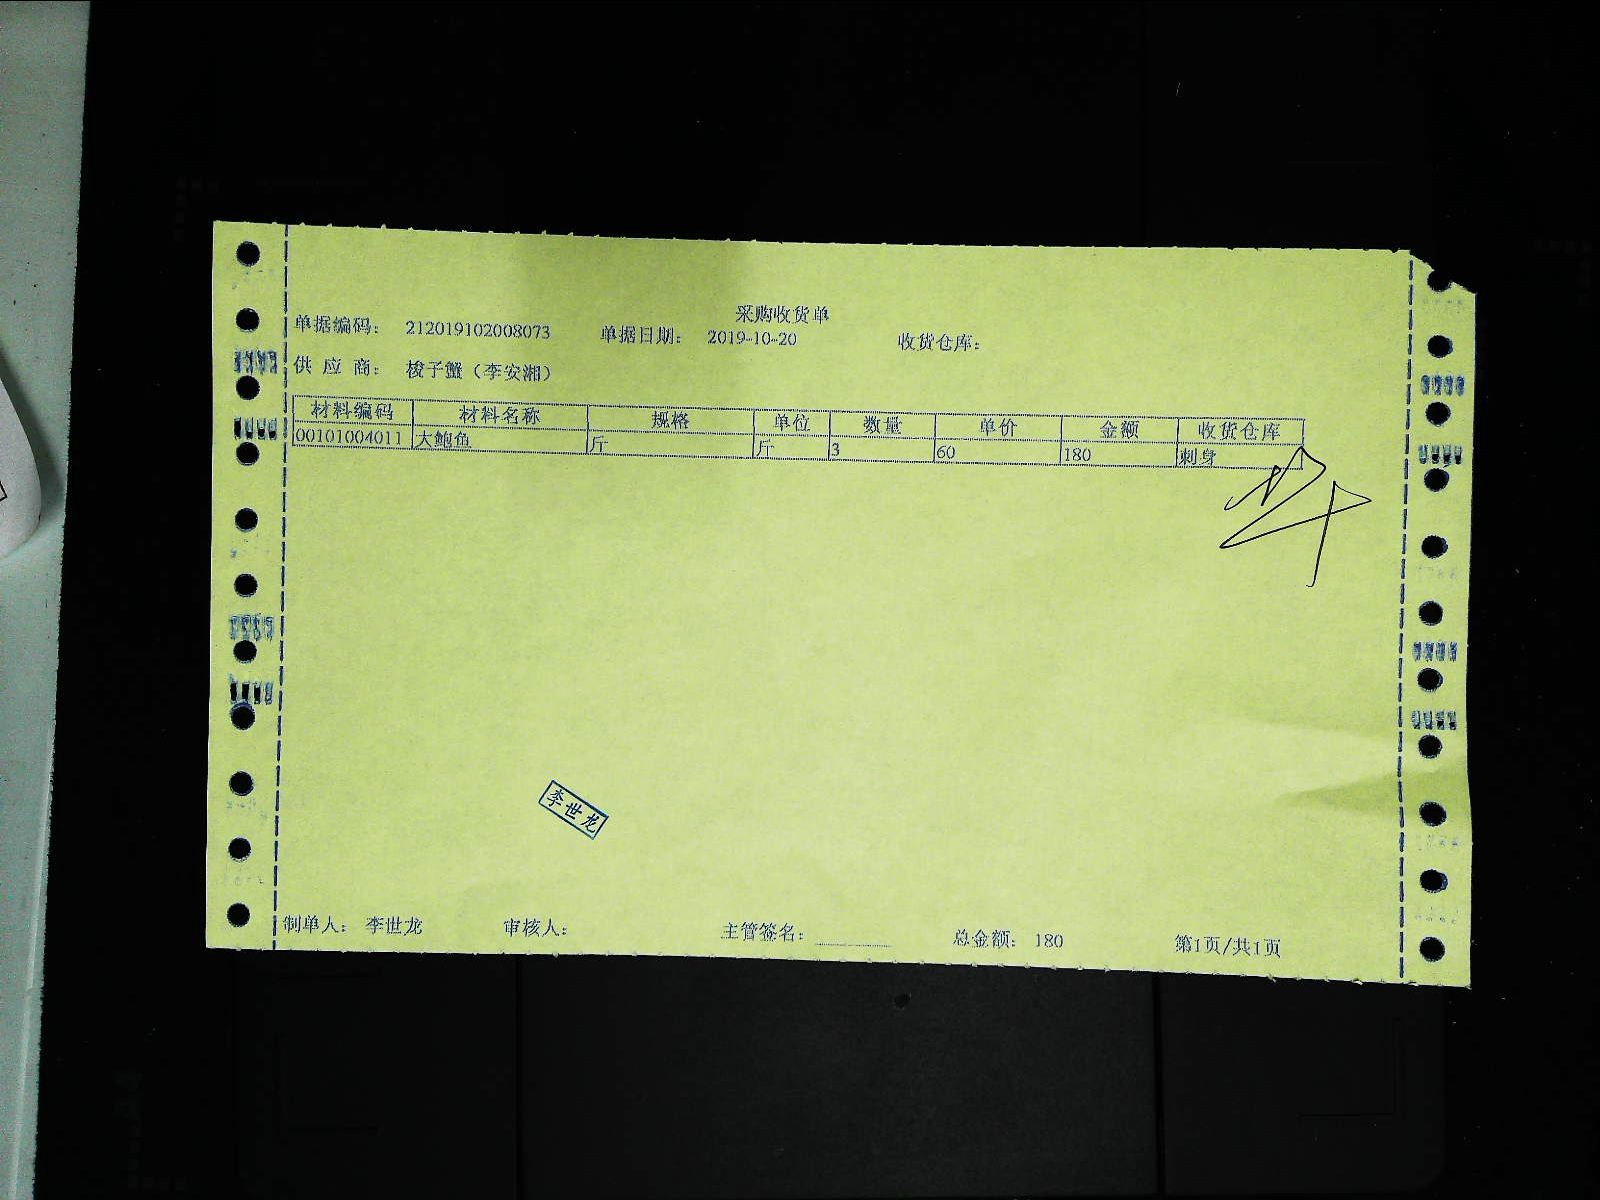 采购收货单
单据编码： 212019102008073 单据日期： 2019-10-20 收货仓库：
供 应 商： 梭子蟹（李安湘）
材料编码 材料名称 规格 单位 数量 单价 金额 收货仓库
00101004011 大鲍鱼 斤 斤 3 60 180 刺身
李世龙
制单人： 李世龙 审核人： 主管签名： 总金额： 180 第1页/共1页